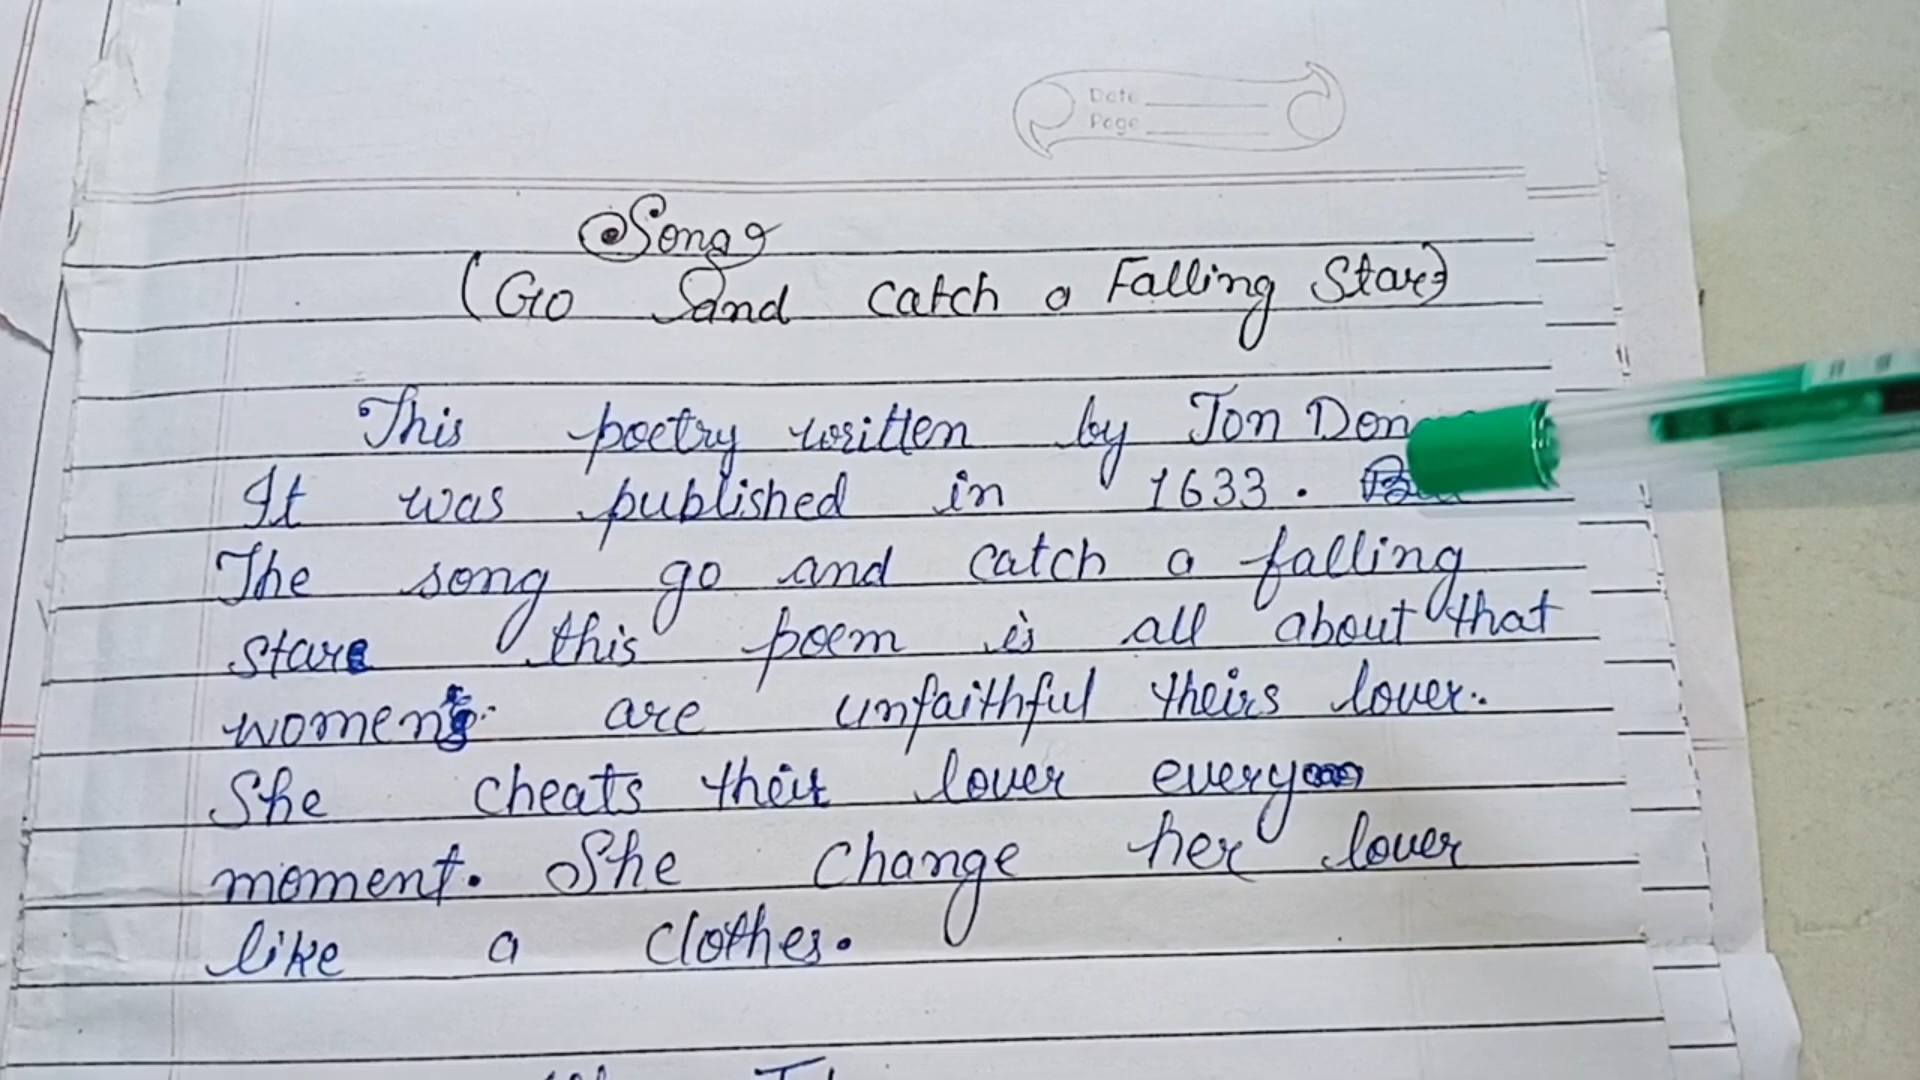 Date
Page
Song
(Go and catch a Falling Star)
This poetry written by Jon Don
It was published in 1633.
The song go and catch a falling
stare this poem is all about that
women's are unfaithful theirs lover.
She cheats their lover every
moment. She change her lover
like a clothes.